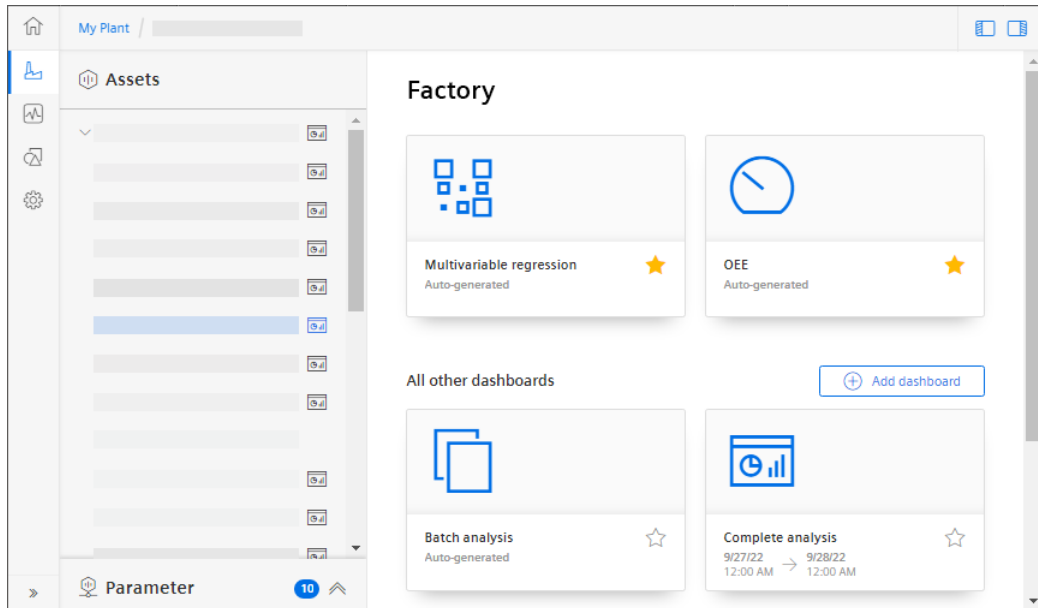 My Plant
Assets
Factory
Multivariable regression
Auto-generated
OEE
Auto-generated
All other dashboards
Add dashboard
Batch analysis
Auto-generated
Complete analysis
9/27/22 → 9/28/22
12:00 AM 12:00 AM
Parameter 10